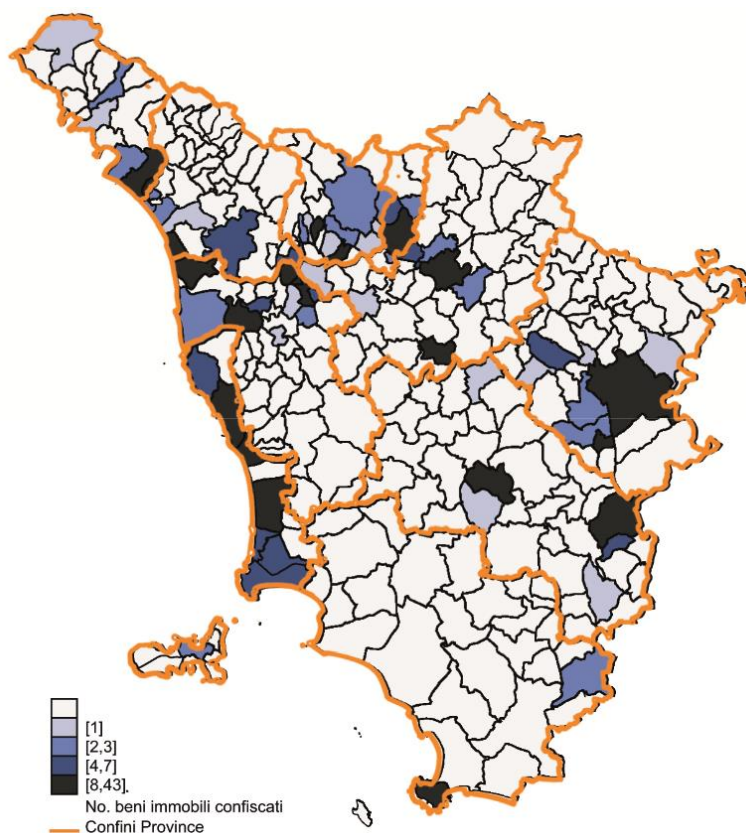 [1]
[2,3]
[4,7]
[8,43].
No. beni immobili confiscati
Confini Province